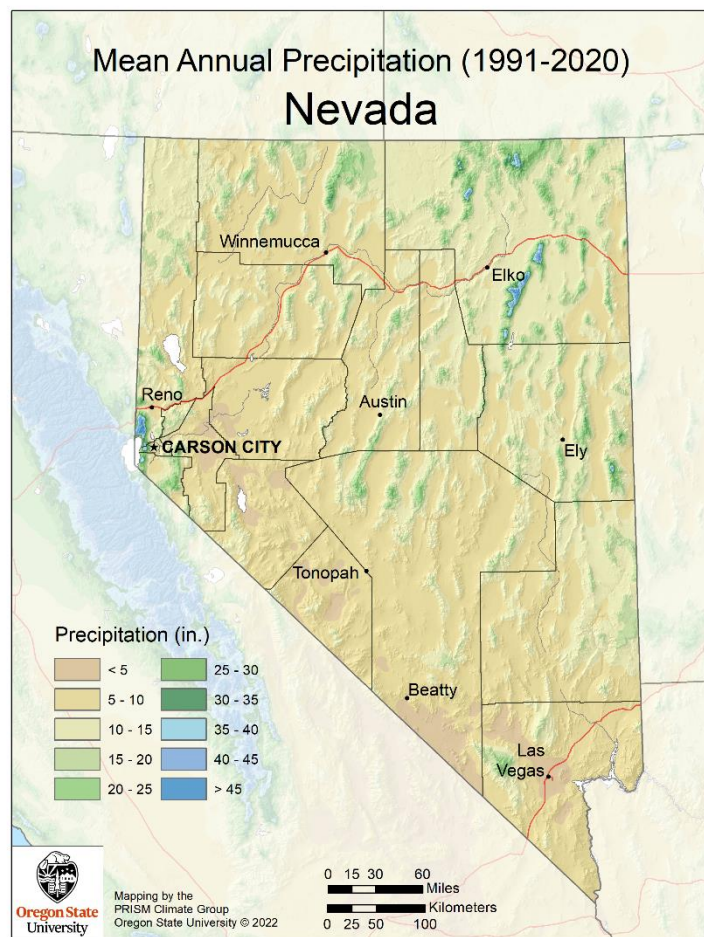 Mean Annual Precipitation (1991-2020)
Nevada
Winnemucca
Elko
Reno
Austin
CARSON CITY
Ely
Tonopah
Precipitation (in.)
< 5
25 - 30
5 - 10
30 - 35
10 - 15
35 - 40
15 - 20
40 - 45
20 - 25
> 45
Beatty
Las
Vegas
0 15 30 60
Miles
Kilometers
0 25 50 100
Oregon State
University
Mapping by the
PRISM Climate Group
Oregon State University © 2022